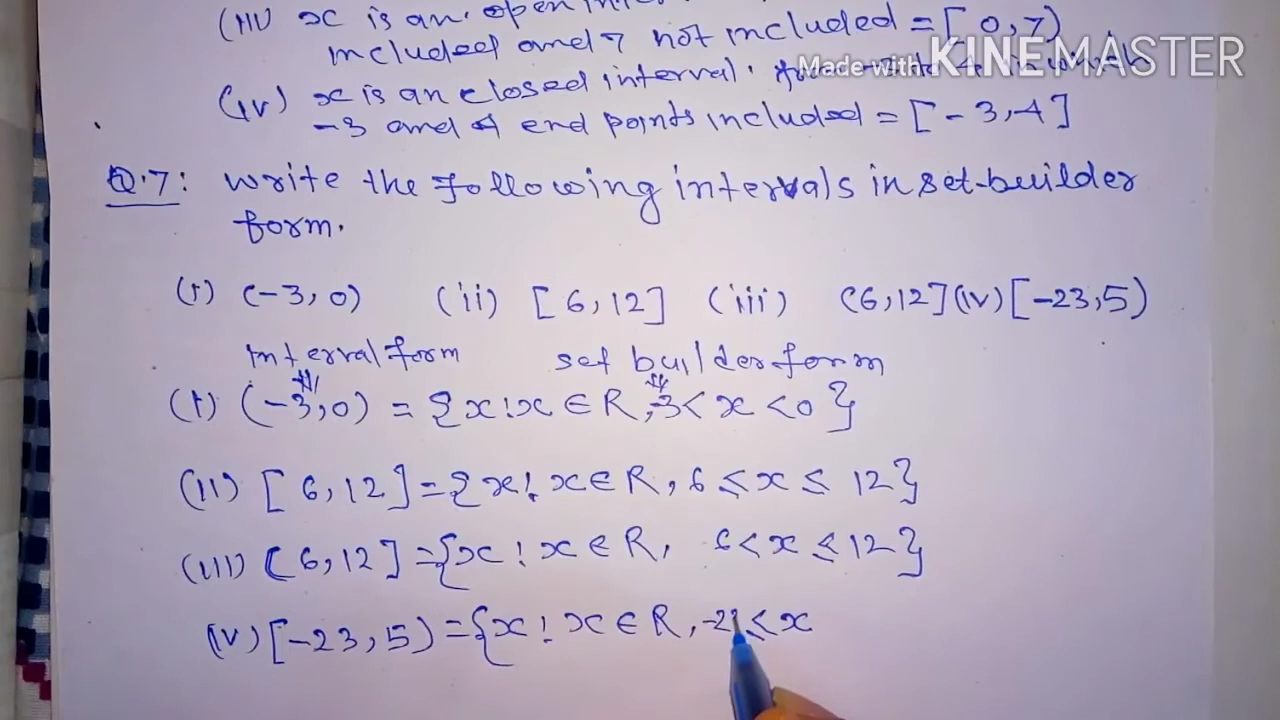 (III) x is an open
included and 7 not included = [0,7)
Made with KINEMASTER
(iv) x is an closed interval.
-3 and 4 end points included = [-3,4]
Q.7: Write the following intervals in set-builder
form.
(i) (-3,0) (ii) [6,12] (iii) (6,12] (iv) [-23,5)
Interval form set builder form
(i) (-3,0) = {x:x ∈ R, -3 < x < 0}
(ii) [6,12] = {x: x ∈ R, 6 ≤ x ≤ 12}
(iii) (6,12] = {x: x ∈ R, 6 < x ≤ 12}
(iv) [-23,5) = {x: x ∈ R, -23 ≤ x